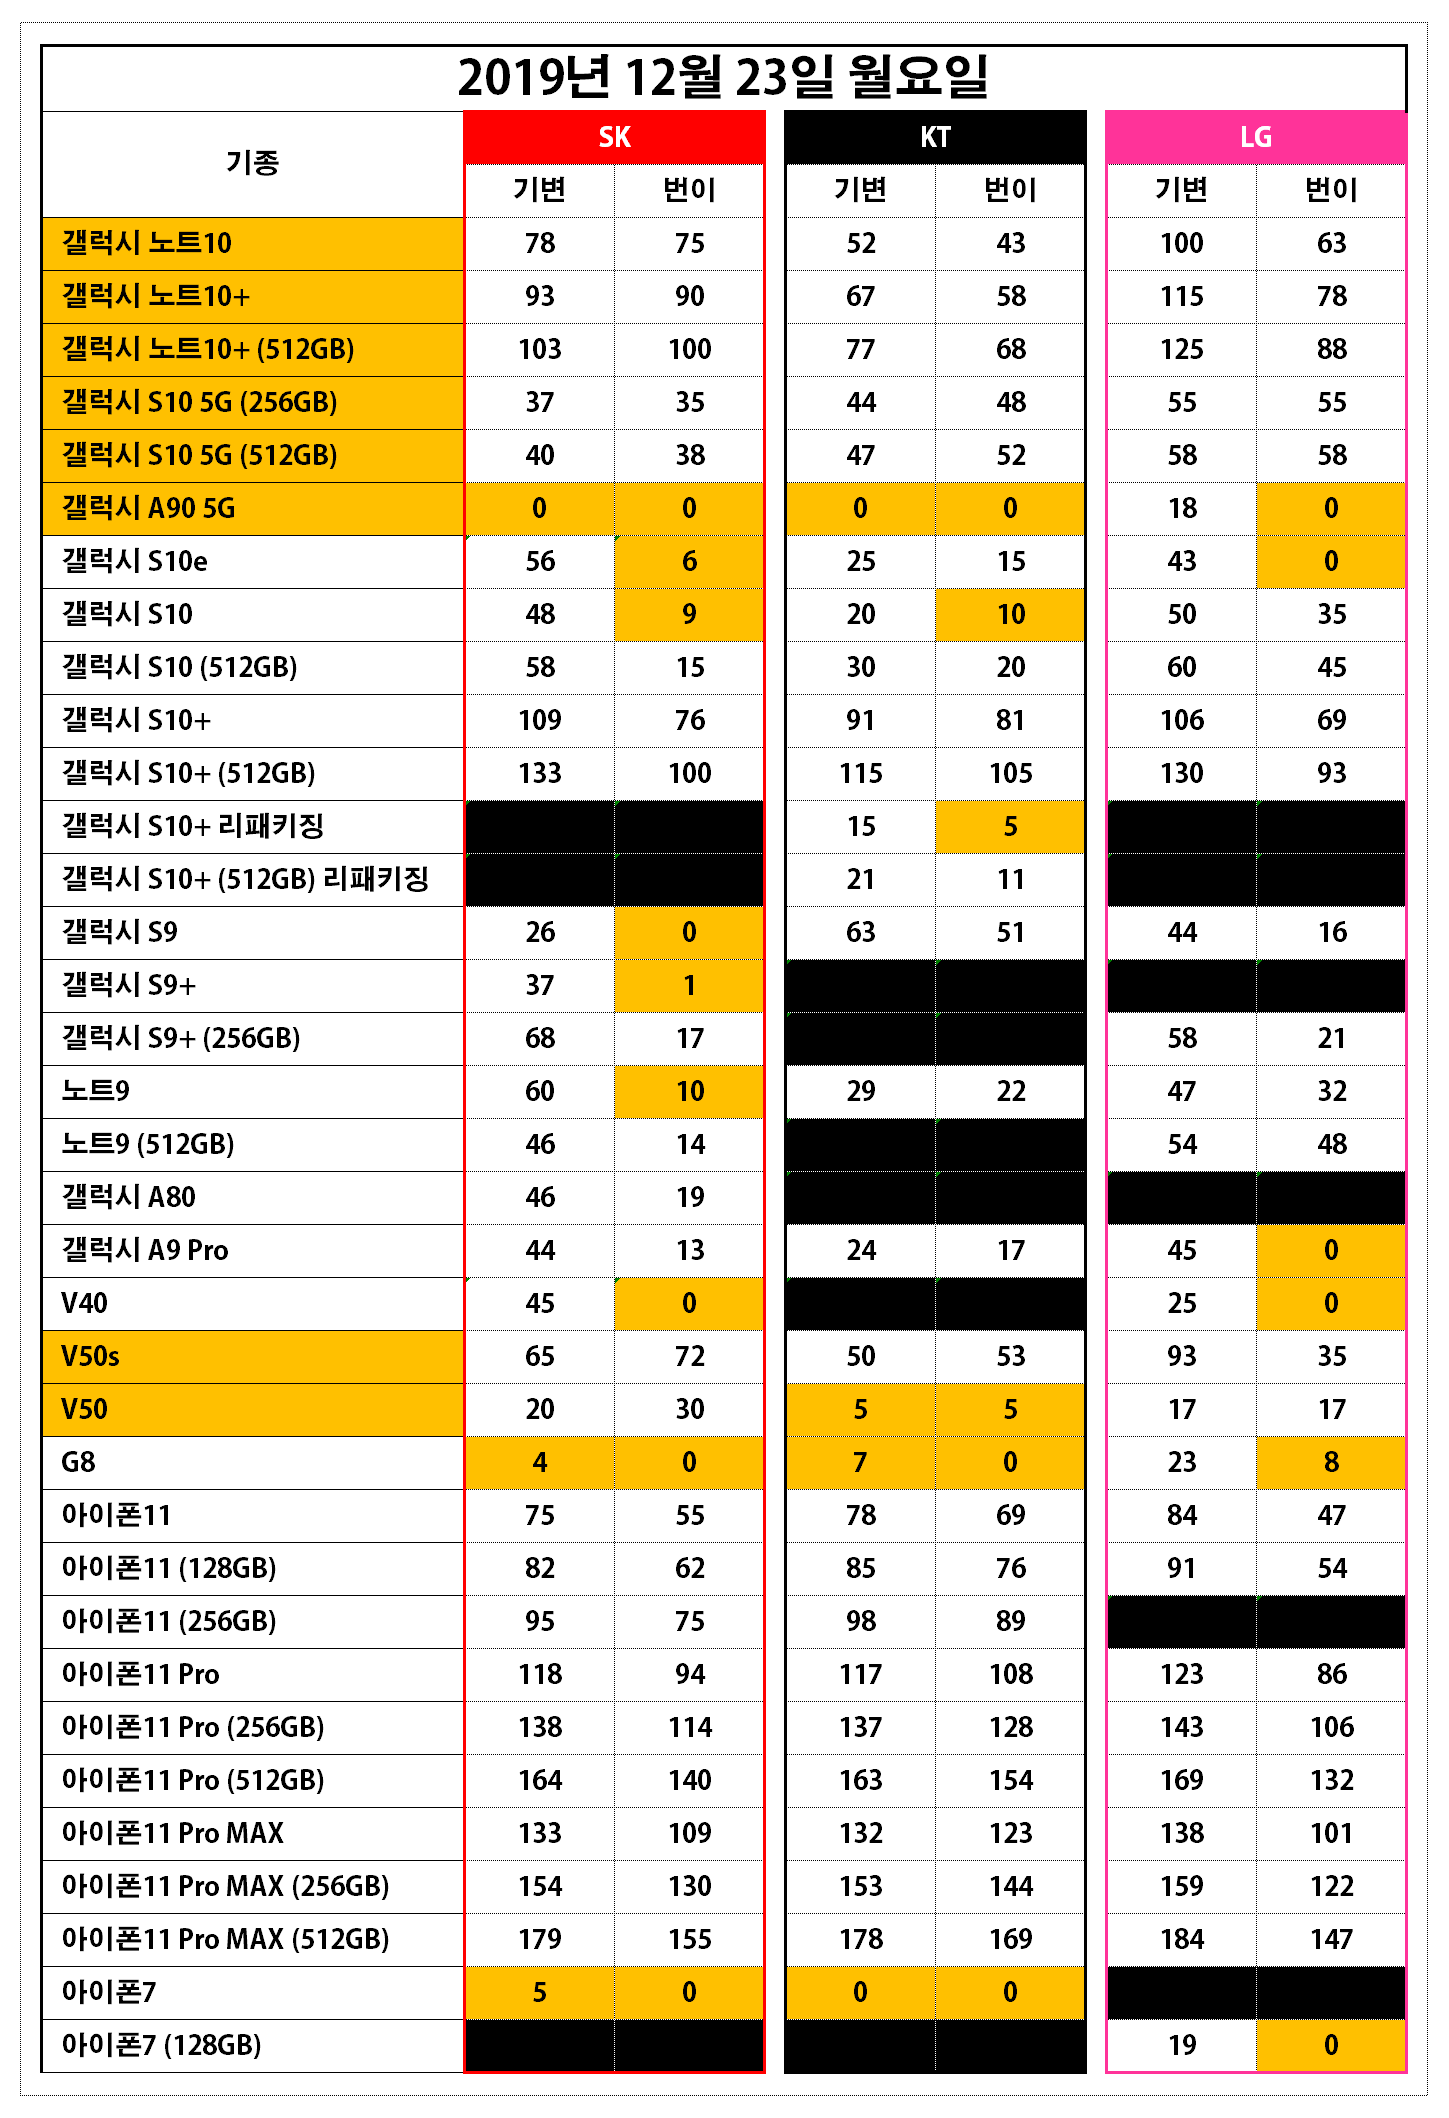 2019년 12월 23일 월요일
기종 SK KT LG
기변 번이 기변 번이 기변 번이
갤럭시 노트10 78 75 52 43 100 63
갤럭시 노트10+ 93 90 67 58 115 78
갤럭시 노트10+ (512GB) 103 100 77 68 125 88
갤럭시 S10 5G (256GB) 37 35 44 48 55 55
갤럭시 S10 5G (512GB) 40 38 47 52 58 58
갤럭시 A90 5G 0 0 0 0 18 0
갤럭시 S10e 56 6 25 15 43 0
갤럭시 S10 48 9 20 10 50 35
갤럭시 S10 (512GB) 58 15 30 20 60 45
갤럭시 S10+ 109 76 91 81 106 69
갤럭시 S10+ (512GB) 133 100 115 105 130 93
갤럭시 S10+ 리패키징 15 5
갤럭시 S10+ (512GB) 리패키징 21 11
갤럭시 S9 26 0 63 51 44 16
갤럭시 S9+ 37 1
갤럭시 S9+ (256GB) 68 17 58 21
노트9 60 10 29 22 47 32
노트9 (512GB) 46 14 54 48
갤럭시 A80 46 19
갤럭시 A9 Pro 44 13 24 17 45 0
V40 45 0 25 0
V50s 65 72 50 53 93 35
V50 20 30 5 5 17 17
G8 4 0 7 0 23 8
아이폰11 75 55 78 69 84 47
아이폰11 (128GB) 82 62 85 76 91 54
아이폰11 (256GB) 95 75 98 89
아이폰11 Pro 118 94 117 108 123 86
아이폰11 Pro (256GB) 138 114 137 128 143 106
아이폰11 Pro (512GB) 164 140 163 154 169 132
아이폰11 Pro MAX 133 109 132 123 138 101
아이폰11 Pro MAX (256GB) 154 130 153 144 159 122
아이폰11 Pro MAX (512GB) 179 155 178 169 184 147
아이폰7 5 0 0 0
아이폰7 (128GB) 19 0